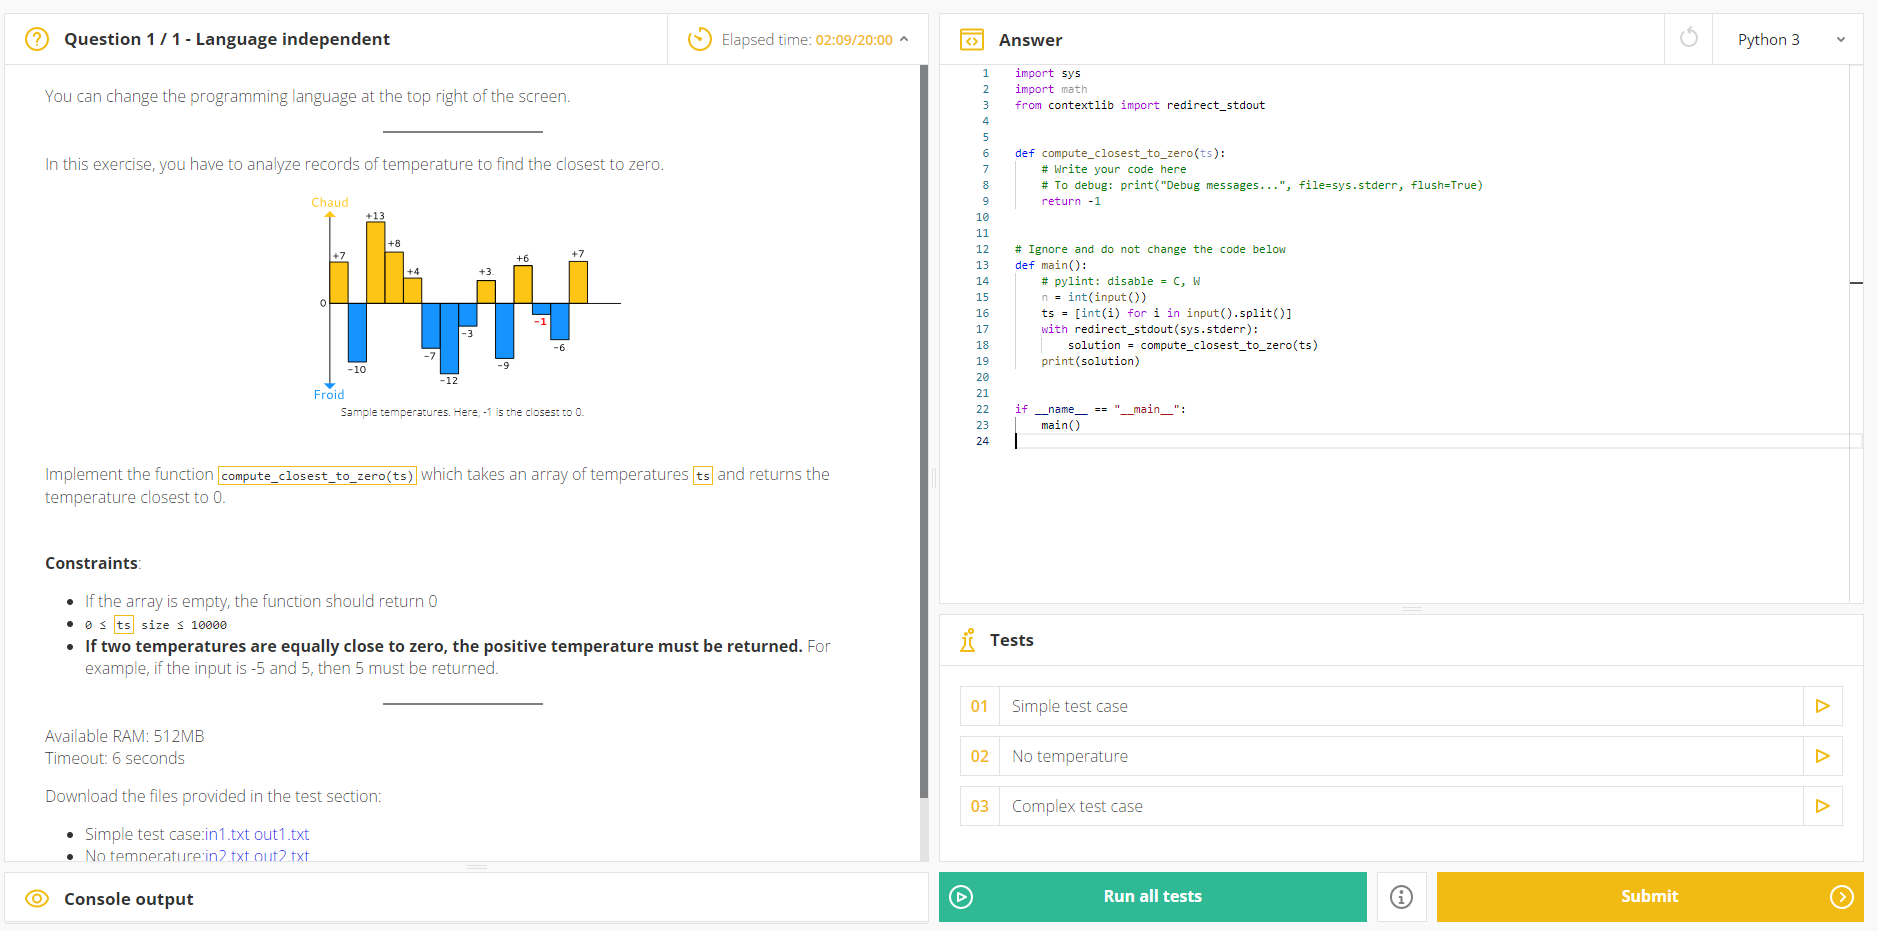 Question 1 / 1 - Language independent
Elapsed time: 02:09/20:00
You can change the programming language at the top right of the screen.
In this exercise, you have to analyze records of temperature to find the closest to zero.
Chaud
+13
+8
+7
+4
+3
+6
+7
0
-1
-3
-6
-7
-9
-10
-12
Froid
Sample temperatures. Here, -1 is the closest to 0.
Implement the function compute_closest_to_zero(ts) which takes an array of temperatures ts and returns the
temperature closest to 0.
Constraints:
• If the array is empty, the function should return 0
• 0 ≤ ts size ≤ 10000
• If two temperatures are equally close to zero, the positive temperature must be returned. For
example, if the input is -5 and 5, then 5 must be returned.
Available RAM: 512MB
Timeout: 6 seconds
Download the files provided in the test section:
• Simple test case:in1.txt out1.txt
• No temperature:in2.txt out2.txt
Console output
Answer
Python 3
1 import sys
2 import math
3 from contextlib import redirect_stdout
4
5
6 def compute_closest_to_zero(ts):
7     # Write your code here
8     # To debug: print("Debug messages...", file=sys.stderr, flush=True)
9     return -1
10
11
12 # Ignore and do not change the code below
13 def main():
14     # pylint: disable = C, W
15     n = int(input())
16     ts = [int(i) for i in input().split()]
17     with redirect_stdout(sys.stderr):
18         solution = compute_closest_to_zero(ts)
19     print(solution)
20
21
22 if __name__ == "__main__":
23     main()
24
Tests
01 Simple test case
02 No temperature
03 Complex test case
Run all tests
Submit